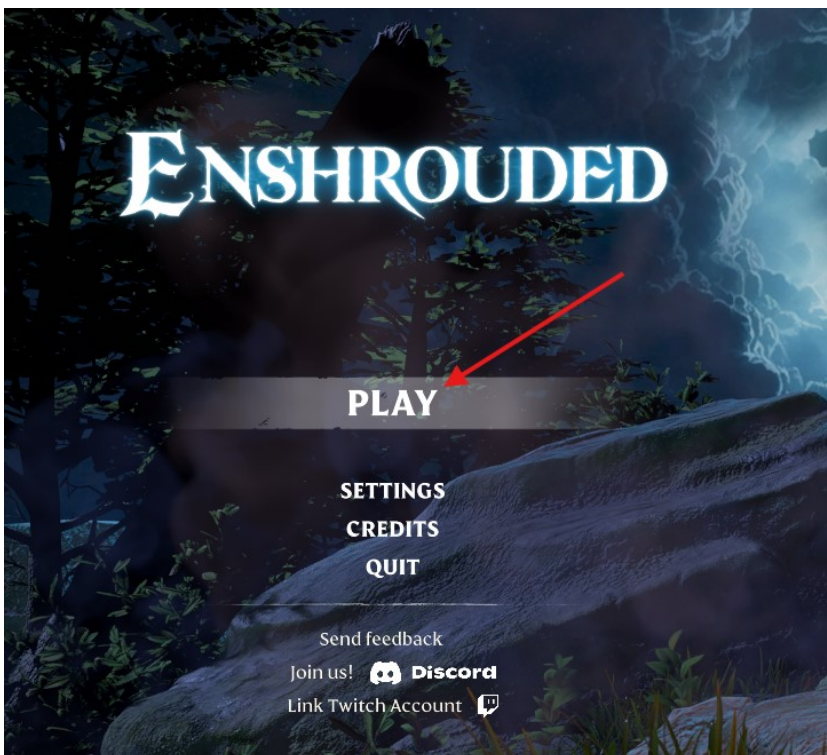 ENSHROUDED
PLAY
SETTINGS
CREDITS
QUIT
Send feedback
Join us! Discord
Link Twitch Account